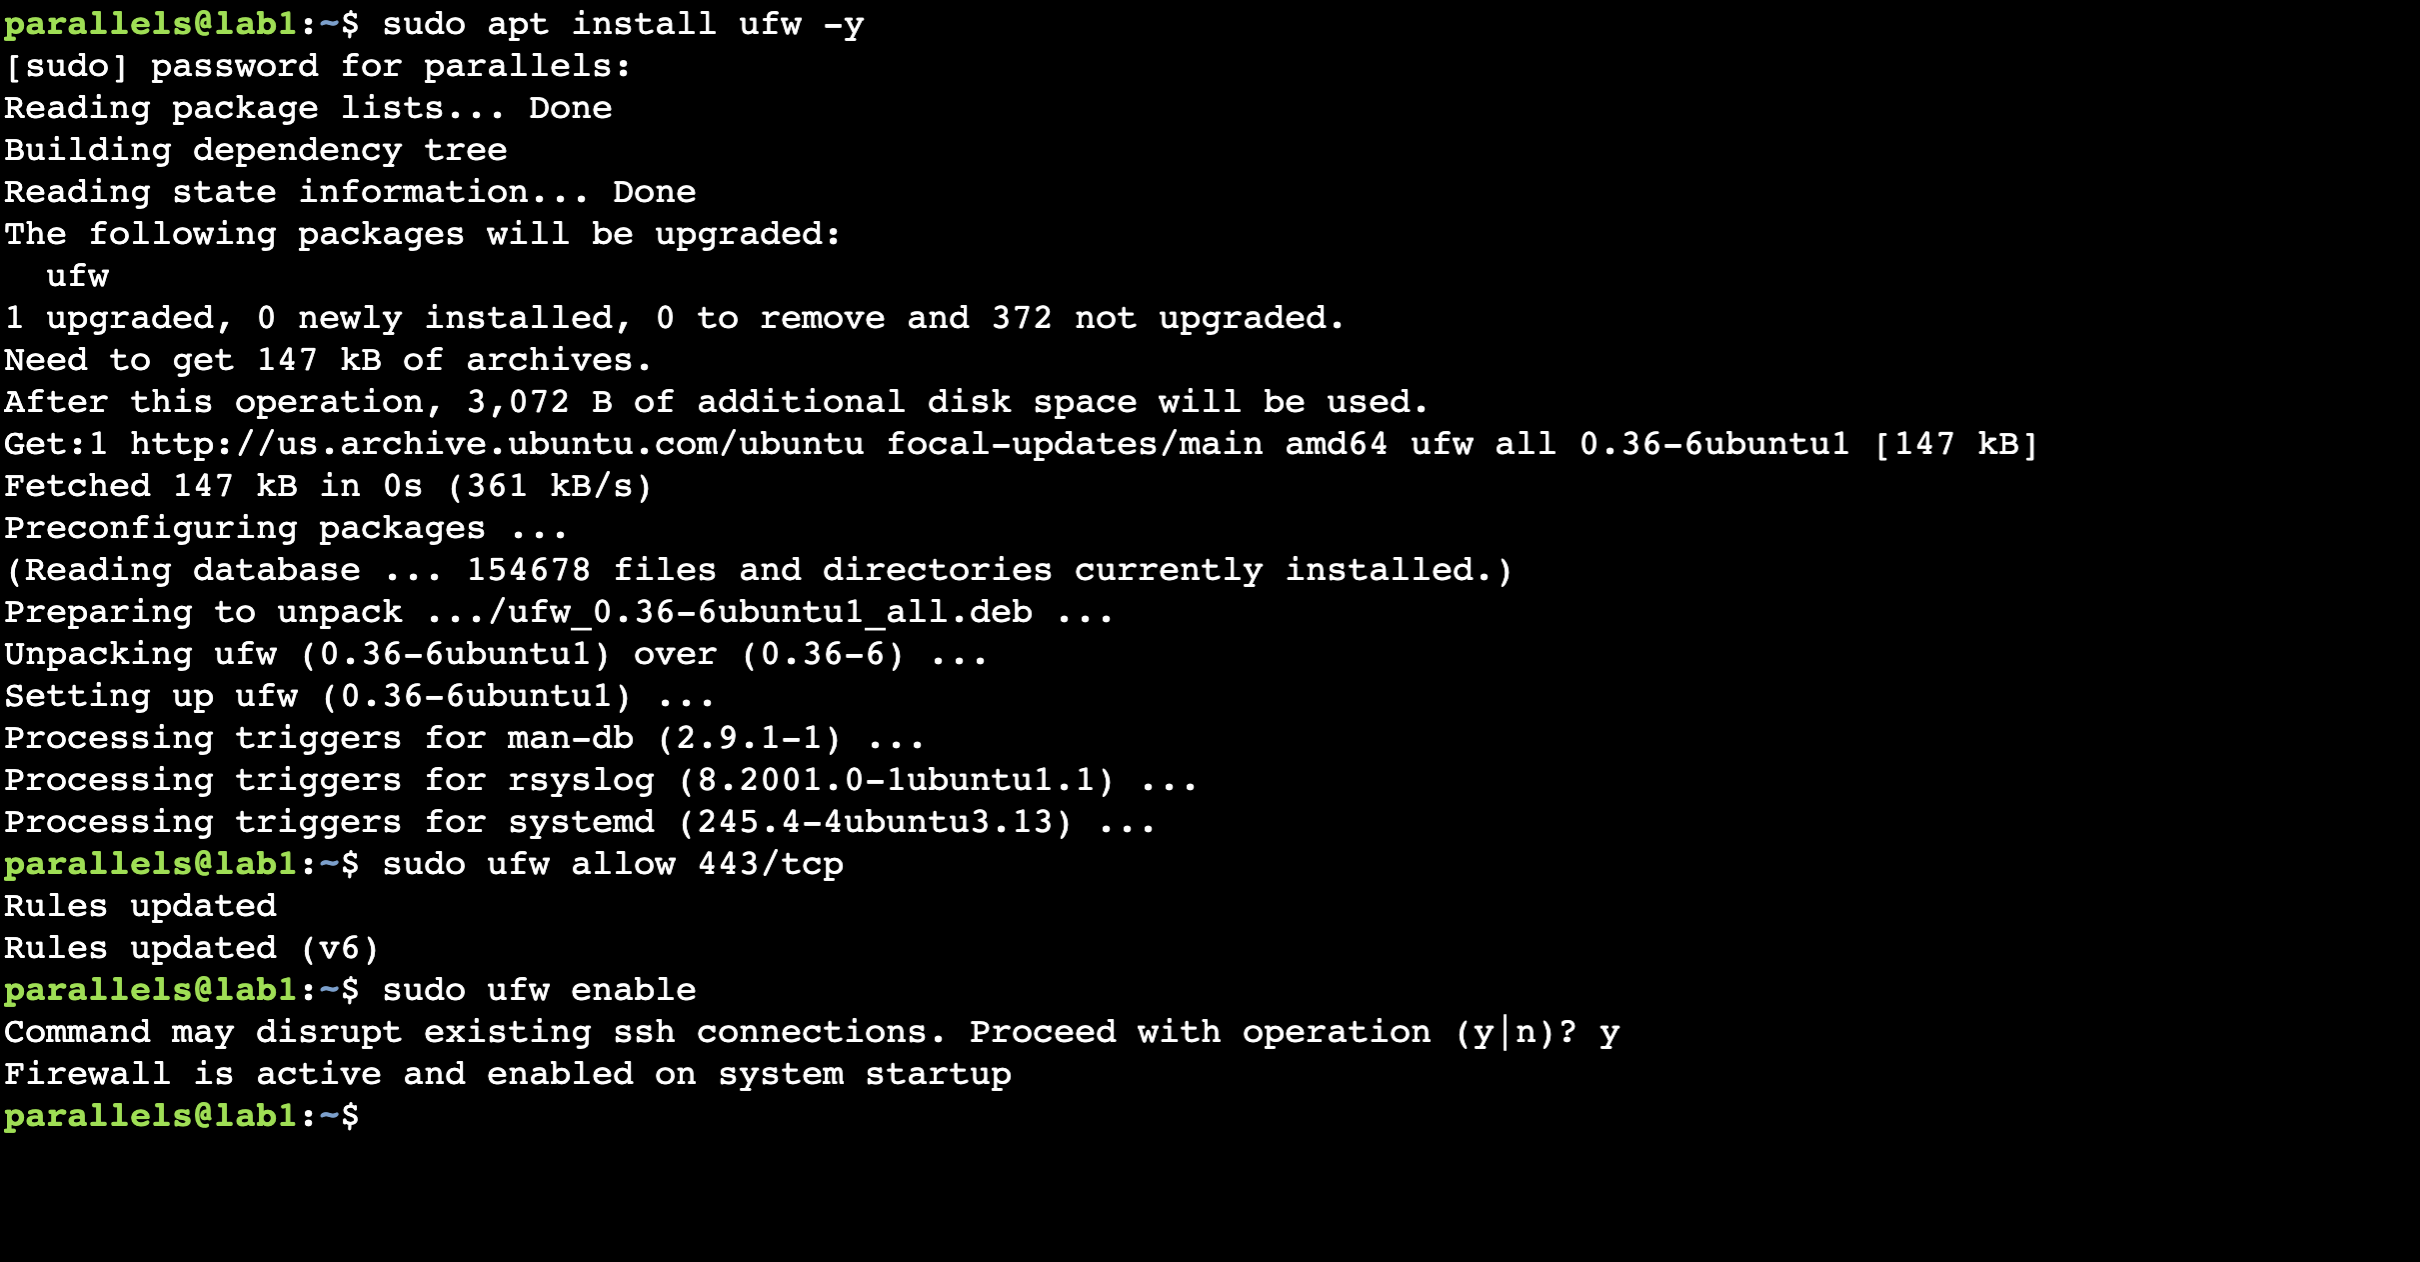 parallels@lab1:~$ sudo apt install ufw -y
[sudo] password for parallels:
Reading package lists... Done
Building dependency tree
Reading state information... Done
The following packages will be upgraded:
  ufw
1 upgraded, 0 newly installed, 0 to remove and 372 not upgraded.
Need to get 147 kB of archives.
After this operation, 3,072 B of additional disk space will be used.
Get:1 http://us.archive.ubuntu.com/ubuntu focal-updates/main amd64 ufw all 0.36-6ubuntu1 [147 kB]
Fetched 147 kB in 0s (361 kB/s)
Preconfiguring packages ...
(Reading database ... 154678 files and directories currently installed.)
Preparing to unpack .../ufw_0.36-6ubuntu1_all.deb ...
Unpacking ufw (0.36-6ubuntu1) over (0.36-6) ...
Setting up ufw (0.36-6ubuntu1) ...
Processing triggers for man-db (2.9.1-1) ...
Processing triggers for rsyslog (8.2001.0-1ubuntu1.1) ...
Processing triggers for systemd (245.4-4ubuntu3.13) ...
parallels@lab1:~$ sudo ufw allow 443/tcp
Rules updated
Rules updated (v6)
parallels@lab1:~$ sudo ufw enable
Command may disrupt existing ssh connections. Proceed with operation (y|n)? y
Firewall is active and enabled on system startup
parallels@lab1:~$